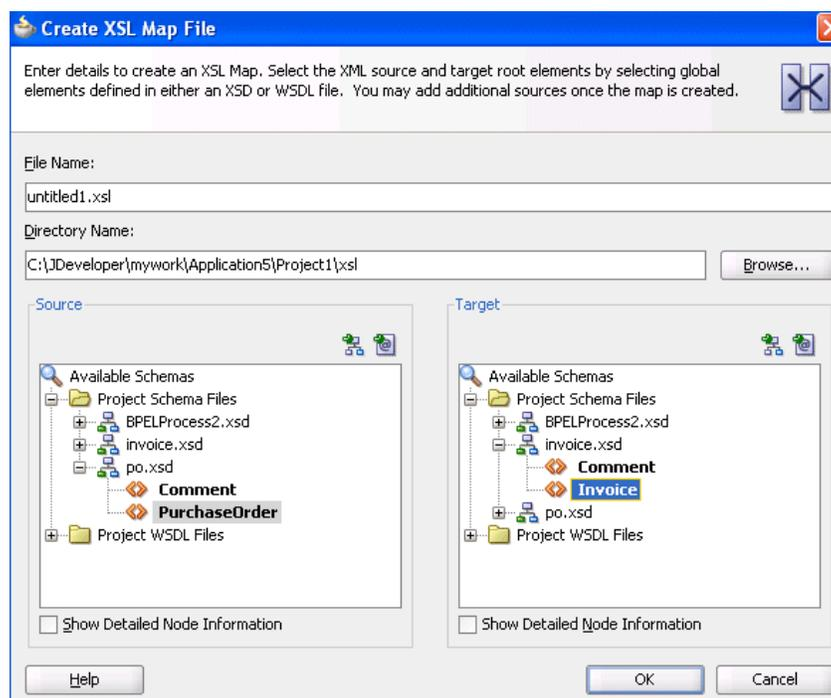 Create XSL Map File
Enter details to create an XSL Map. Select the XML source and target root elements by selecting global
elements defined in either an XSD or WSDL file. You may add additional sources once the map is created.
File Name:
untitled1.xsl
Directory Name:
C:\JDeveloper\mywork\Application5\Project1\xsl
Browse...
Source
Available Schemas
Project Schema Files
BPELProcess2.xsd
invoice.xsd
po.xsd
Comment
PurchaseOrder
Project WSDL Files
Show Detailed Node Information
Target
Available Schemas
Project Schema Files
BPELProcess2.xsd
invoice.xsd
Comment
Invoice
po.xsd
Project WSDL Files
Show Detailed Node Information
Help
OK
Cancel